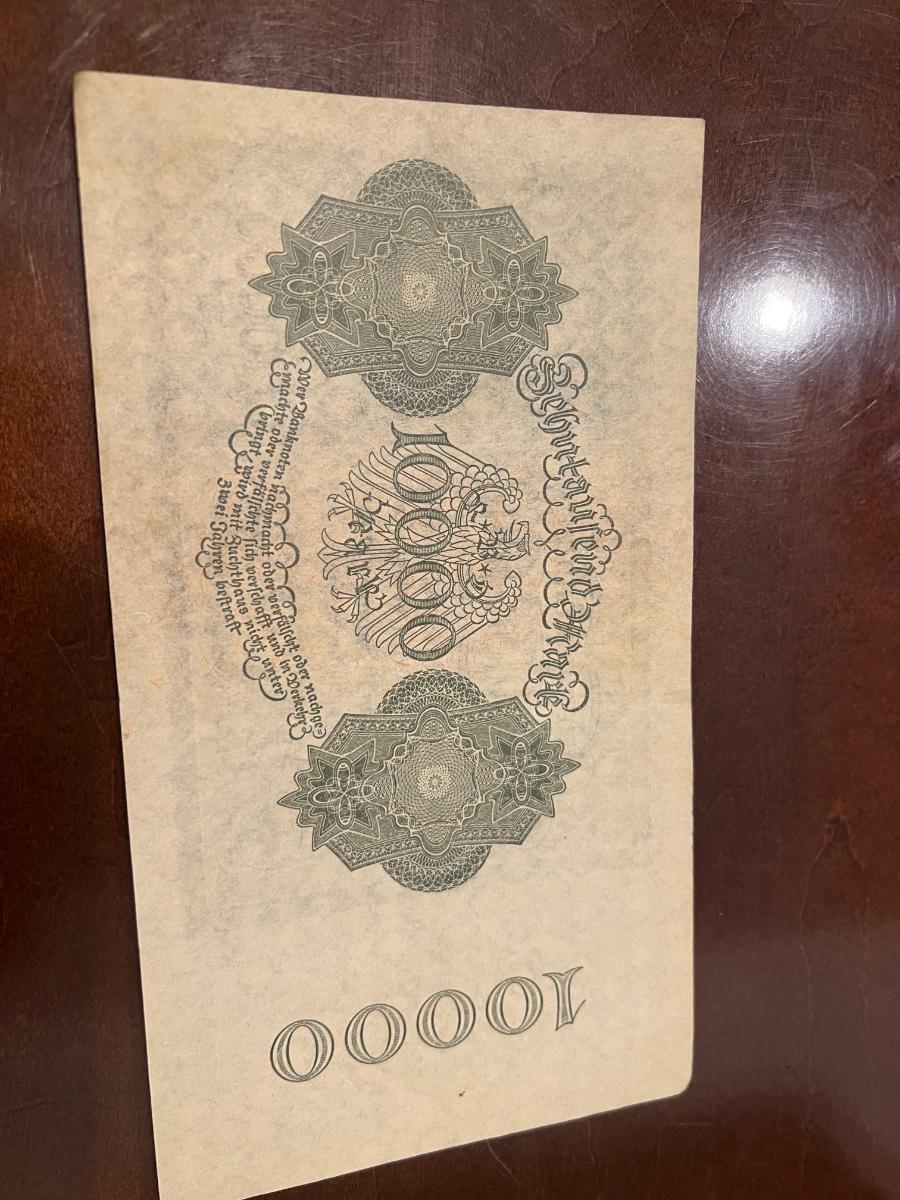 Zehntausend Mark
10000
Mark
Wer Banknoten nachmacht oder verfälscht oder nachge=
machte oder verfälschte sich verschafft und in Verkehr
bringt, wird mit Zuchthaus nicht unter
zwei Jahren bestraft
10000